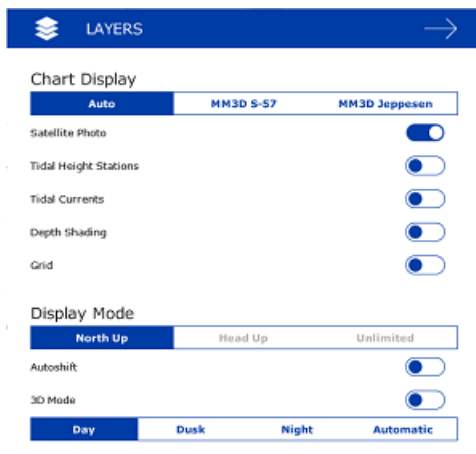 LAYERS
Chart Display
Auto MM3D S-57 MM3D Jeppesen
Satellite Photo
Tidal Height Stations
Tidal Currents
Depth Shading
Grid
Display Mode
North Up Head Up Unlimited
Autoshift
3D Mode
Day Dusk Night Automatic